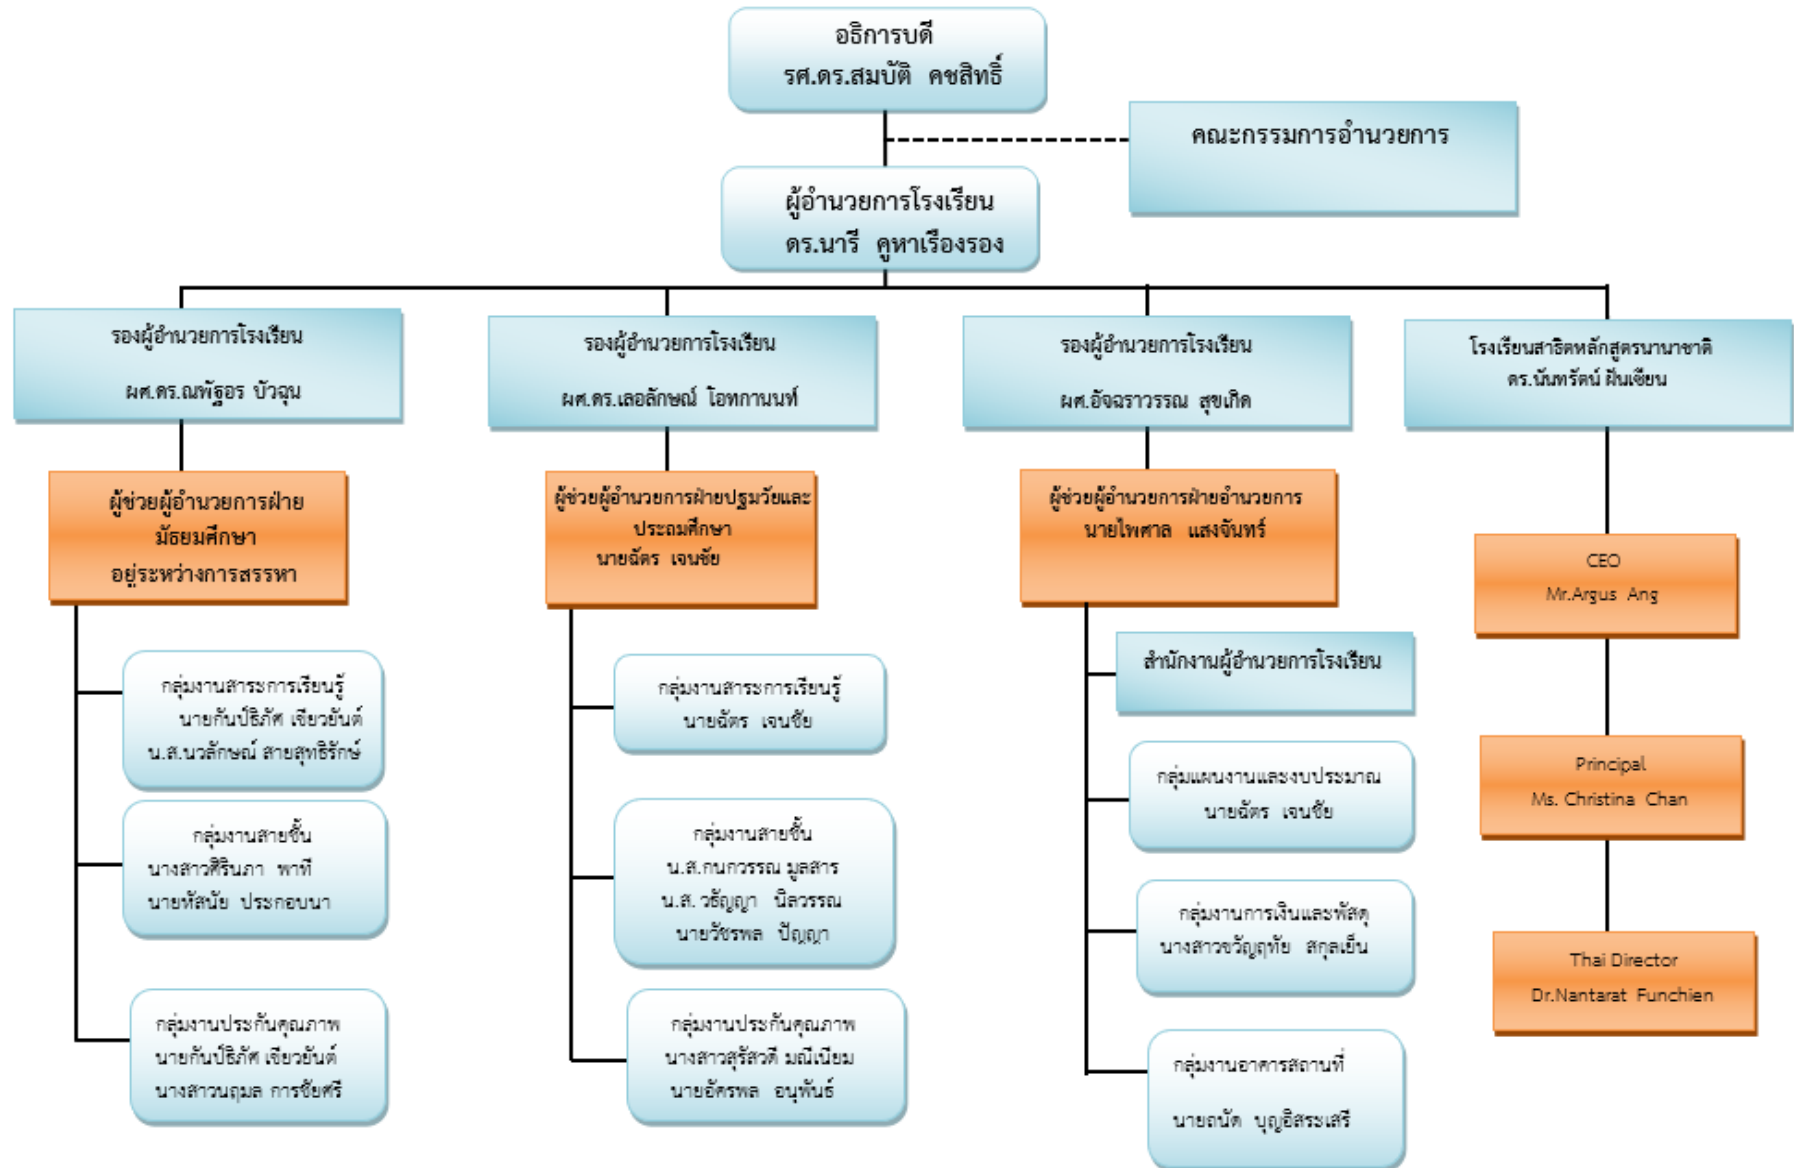 อธิการบดี
รศ.ดร.สมบัติ คชสิทธิ์
คณะกรรมการอำนวยการ
ผู้อำนวยการโรงเรียน
ดร.นารี คูหาเรืองรอง
รองผู้อำนวยการโรงเรียน
ผศ.ดร.ณพัฐอร บัวฉุน
รองผู้อำนวยการโรงเรียน
ผศ.ดร.เลอลักษณ์ โอทกานนท์
รองผู้อำนวยการโรงเรียน
ผศ.อัจฉราวรรณ สุขเกิด
โรงเรียนสาธิตหลักสูตรนานาชาติ
ดร.นันทรัตน์ ฝันเชียน
ผู้ช่วยผู้อำนวยการฝ่าย
มัธยมศึกษา
อยู่ระหว่างการสรรหา
กลุ่มงานสาระการเรียนรู้
นายกันป์ธิภัศ เชียวยันต์
น.ส.นวลักษณ์ สายสุทธิรักษ์
กลุ่มงานสายชั้น
นางสาวศิรินภา พาที
นายทัสนัย ประกอบนา
กลุ่มงานประกันคุณภาพ
นายกันป์ธิภัศ เชียวยันต์
นางสาวนฤมล การชัยศรี
ผู้ช่วยผู้อำนวยการฝ่ายปฐมวัยและ
ประถมศึกษา
นายฉัตร เจนชัย
กลุ่มงานสาระการเรียนรู้
นายฉัตร เจนชัย
กลุ่มงานสายชั้น
น.ส.กนกวรรณ มูลสาร
น.ส. วธัญญา นิลวรรณ
นายวัชรพล ปัญญา
กลุ่มงานประกันคุณภาพ
นางสาวสุรัสวดี มณีเนียม
นายอัครพล อนุพันธ์
ผู้ช่วยผู้อำนวยการฝ่ายอำนวยการ
นายไพศาล แสงจันทร์
สำนักงานผู้อำนวยการโรงเรียน
กลุ่มแผนงานและงบประมาณ
นายฉัตร เจนชัย
กลุ่มงานการเงินและพัสดุ
นางสาวขวัญฤทัย สกุลเย็น
กลุ่มงานอาคารสถานที่
นายถนัด บุญอิสระเสรี
CEO
Mr.Argus Ang
Principal
Ms. Christina Chan
Thai Director
Dr.Nantarat Funchien